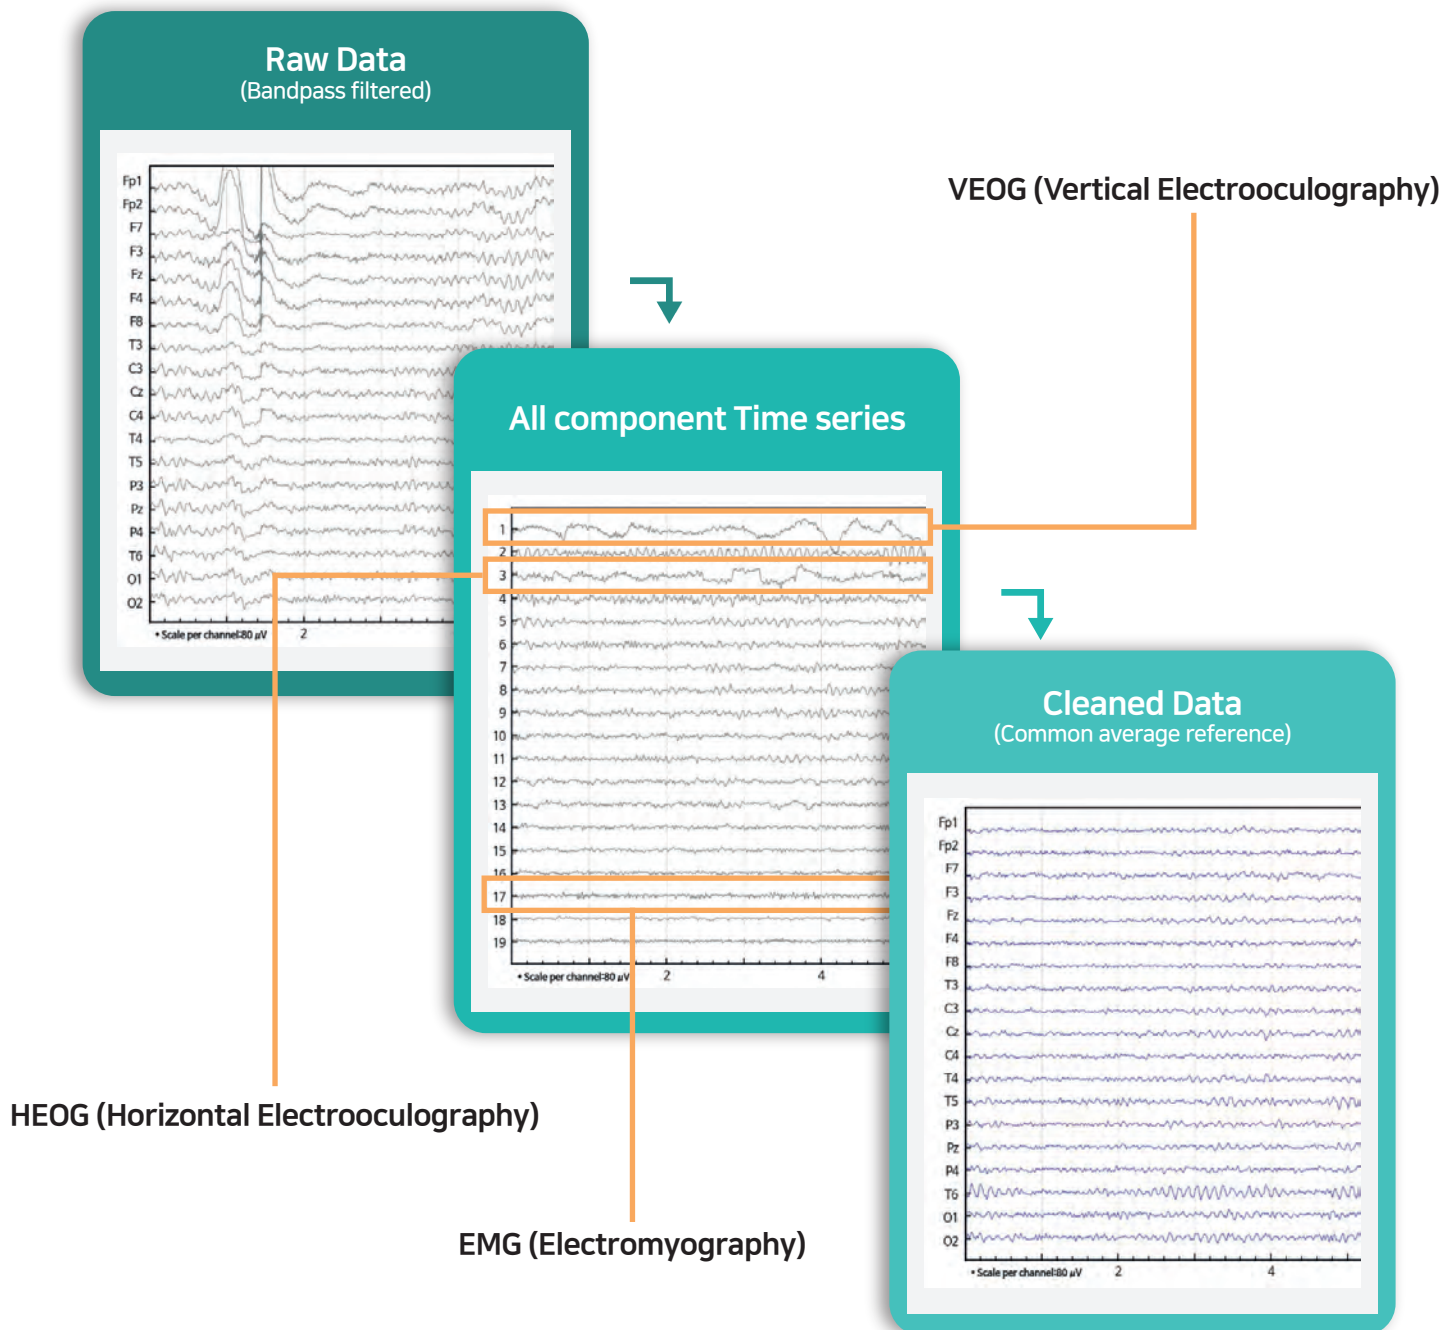 Raw Data
(Bandpass filtered)
Fp1
Fp2
F7
F3
Fz
F4
F8
T3
C3
Cz
C4
T4
T5
P3
Pz
P4
T6
O1
O2
• Scale per channel:80 μV 2
VEOG (Vertical Electrooculography)
All component Time series
1
2
3
4
5
6
7
8
9
10
11
12
13
14
15
16
17
18
19
• Scale per channel:80 μV 2 4
HEOG (Horizontal Electrooculography)
EMG (Electromyography)
Cleaned Data
(Common average reference)
Fp1
Fp2
F7
F3
Fz
F4
F8
T3
C3
Cz
C4
T4
T5
P3
Pz
P4
T6
O1
O2
• Scale per channel:80 μV 2 4